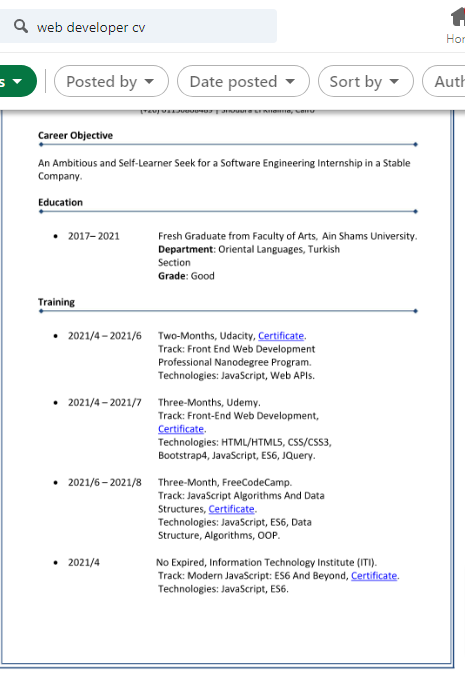 web developer cv
Hor
s
Posted by
Date posted
Sort by
Auth
Career Objective
An Ambitious and Self-Learner Seek for a Software Engineering Internship in a Stable
Company.
Education
• 2017– 2021 Fresh Graduate from Faculty of Arts, Ain Shams University.
Department: Oriental Languages, Turkish
Section
Grade: Good
Training
• 2021/4 – 2021/6 Two-Months, Udacity, Certificate.
Track: Front End Web Development
Professional Nanodegree Program.
Technologies: JavaScript, Web APIs.
• 2021/4 – 2021/7 Three-Months, Udemy.
Track: Front-End Web Development,
Certificate.
Technologies: HTML/HTML5, CSS/CSS3,
Bootstrap4, JavaScript, ES6, JQuery.
• 2021/6 – 2021/8 Three-Month, FreeCodeCamp.
Track: JavaScript Algorithms And Data
Structures, Certificate.
Technologies: JavaScript, ES6, Data
Structure, Algorithms, OOP.
• 2021/4 No Expired, Information Technology Institute (ITI).
Track: Modern JavaScript: ES6 And Beyond, Certificate.
Technologies: JavaScript, ES6.